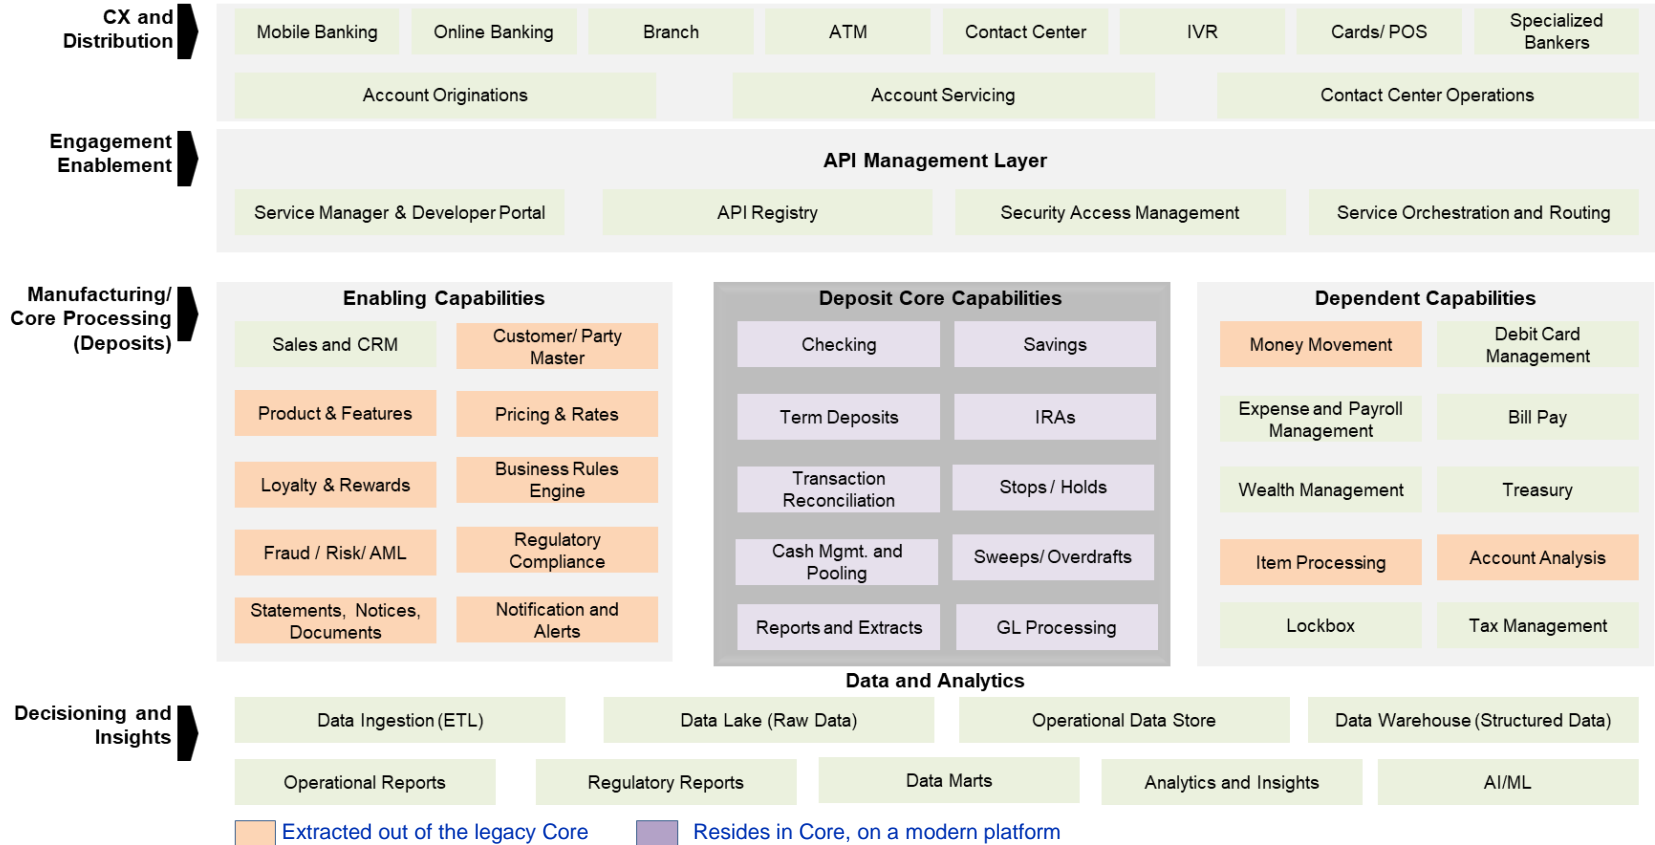 CX and
Distribution
Mobile Banking
Online Banking
Branch
ATM
Contact Center
IVR
Cards/ POS
Specialized
Bankers
Account Originations
Account Servicing
Contact Center Operations
Engagement
Enablement
API Management Layer
Service Manager & Developer Portal
API Registry
Security Access Management
Service Orchestration and Routing
Manufacturing/
Core Processing
(Deposits)
Enabling Capabilities
Sales and CRM
Customer/ Party
Master
Product & Features
Pricing & Rates
Loyalty & Rewards
Business Rules
Engine
Fraud / Risk/ AML
Regulatory
Compliance
Statements, Notices,
Documents
Notification and
Alerts
Deposit Core Capabilities
Checking
Savings
Term Deposits
IRAs
Transaction
Reconciliation
Stops / Holds
Cash Mgmt. and
Pooling
Sweeps/ Overdrafts
Reports and Extracts
GL Processing
Dependent Capabilities
Money Movement
Debit Card
Management
Expense and Payroll
Management
Bill Pay
Wealth Management
Treasury
Item Processing
Account Analysis
Lockbox
Tax Management
Decisioning and
Insights
Data and Analytics
Data Ingestion (ETL)
Data Lake (Raw Data)
Operational Data Store
Data Warehouse (Structured Data)
Operational Reports
Regulatory Reports
Data Marts
Analytics and Insights
AI/ML
Extracted out of the legacy Core
Resides in Core, on a modern platform